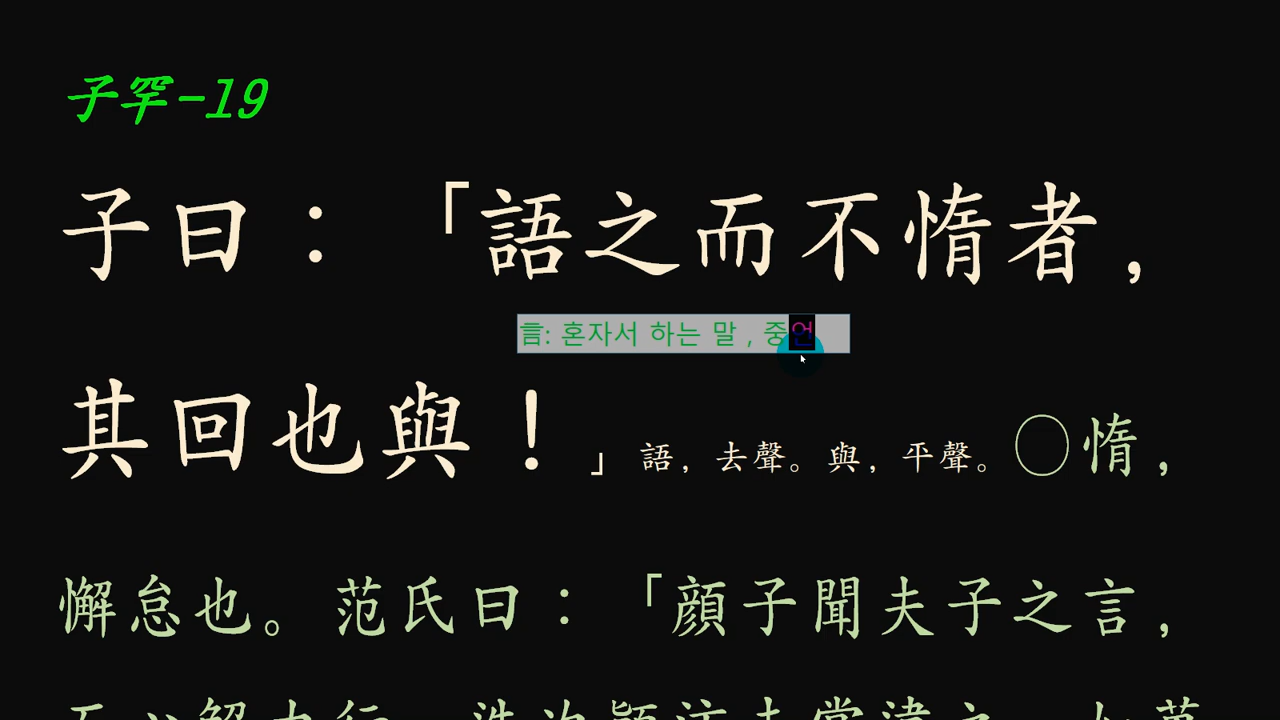 子罕-19
子曰：「語之而不惰者，
言: 혼자서 하는 말 , 중언
其回也與！」語，去聲。與，平聲。○惰，
懈怠也。范氏曰：「顏子聞夫子之言，